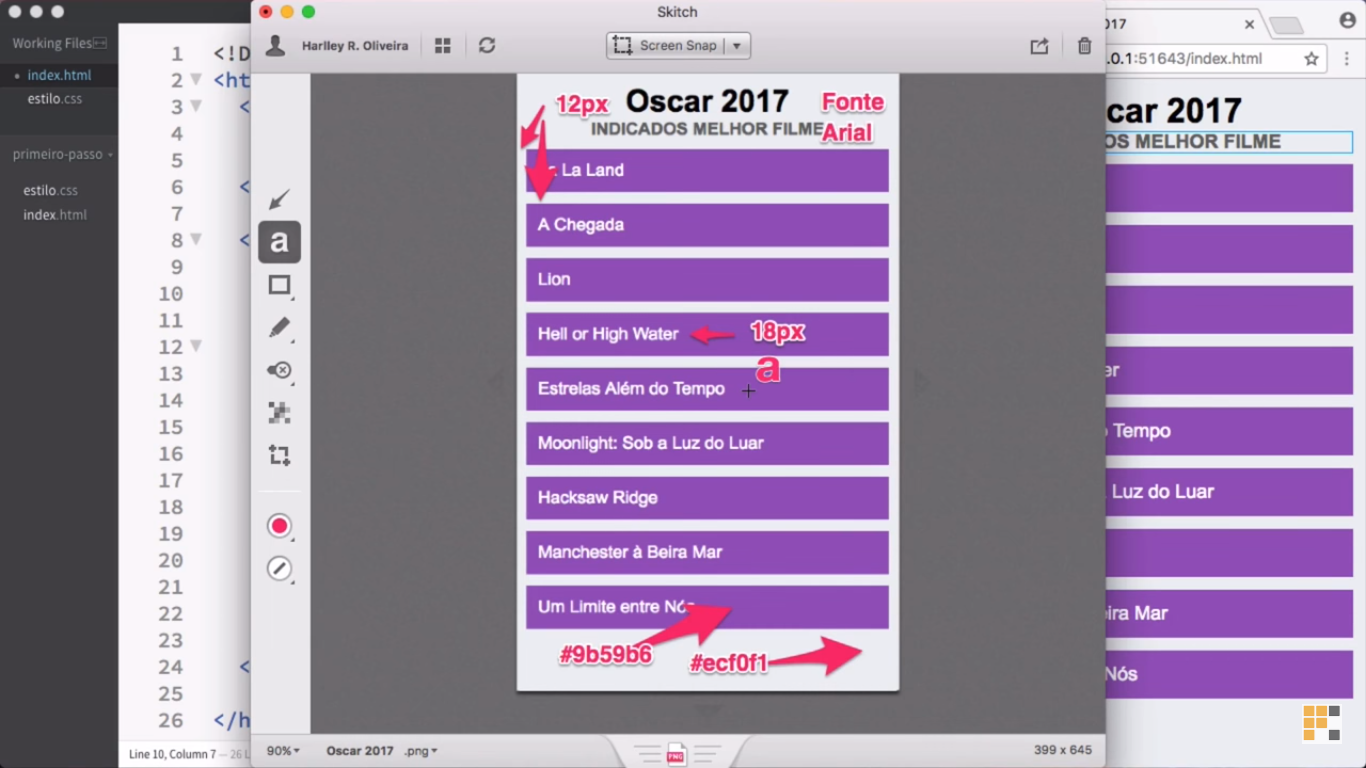 Skitch
Working Files
index.html
estilo.css
primeiro-passo
estilo.css
index.html
Harlley R. Oliveira
Screen Snap
017
.0.1:51643/index.html
1 <!D
2 <ht
3 <
4
5
6 <
7
8 <
9
10
11
12
13
14
15
16
17
18
19
20
21
22
23
24 <
25
26 </h
Line 10, Column 7 — 26 L
a
12px
Oscar 2017
Fonte
Arial
INDICADOS MELHOR FILME
La La Land
A Chegada
Lion
Hell or High Water
18px
a
Estrelas Além do Tempo
Moonlight: Sob a Luz do Luar
Hacksaw Ridge
Manchester à Beira Mar
Um Limite entre Nós
#9b59b6
#ecf0f1
90%
Oscar 2017 .png
PNG
399 x 645
car 2017
OS MELHOR FILME
er
o Tempo
Luz do Luar
eira Mar
Nós